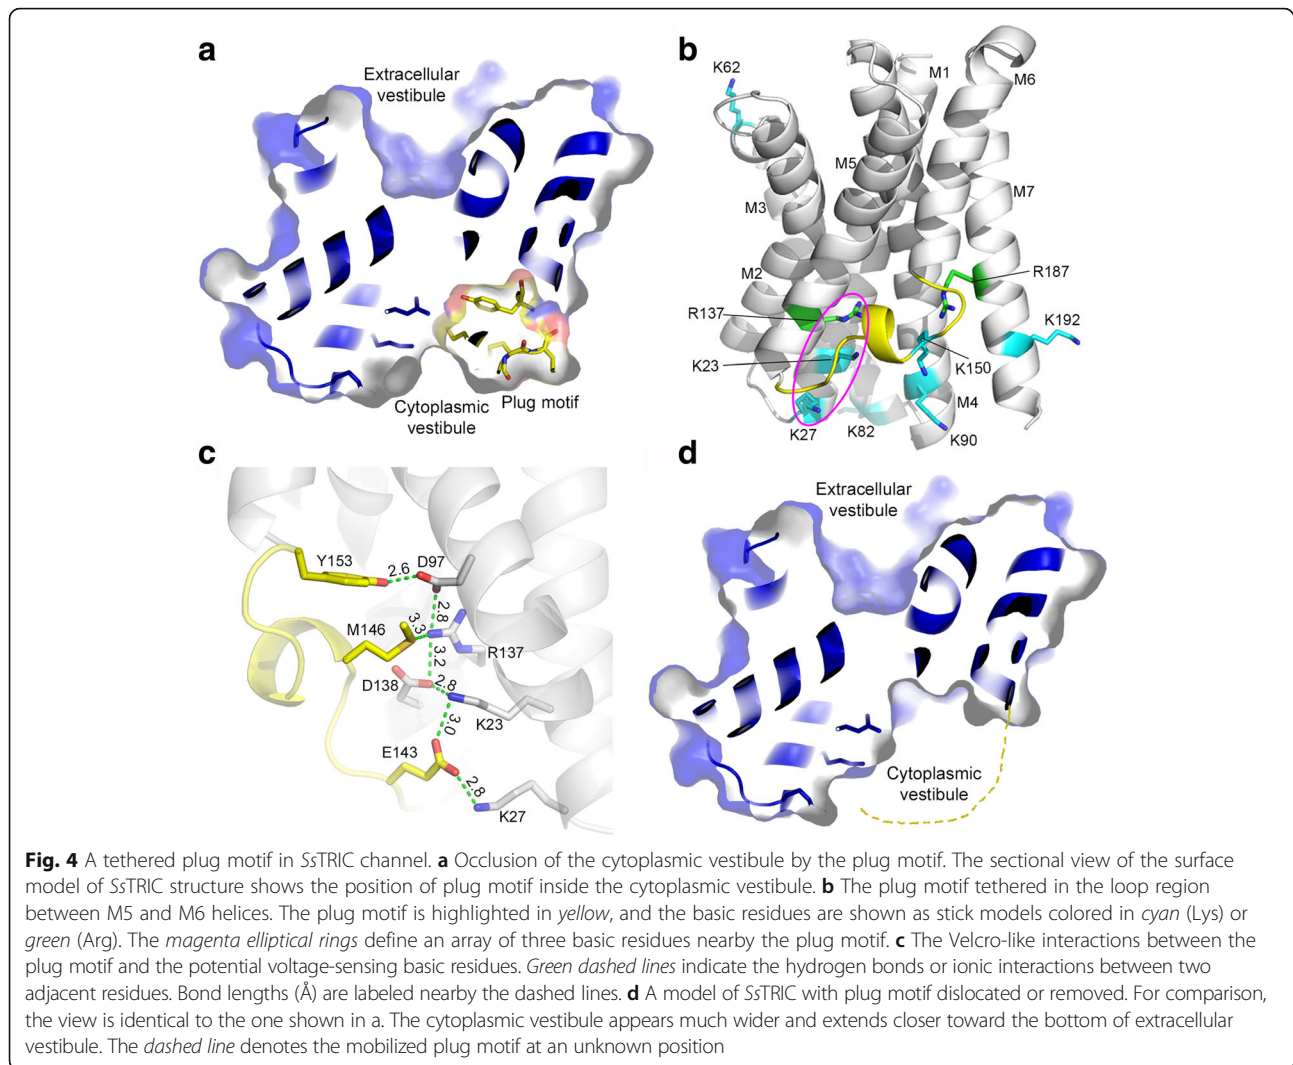 a
Extracellular
vestibule
Cytoplasmic
vestibule
Plug motif
b
K62
M1
M6
M5
M3
M7
M2
R187
R137
K192
K23
K150
M4
K27
K82
K90
c
Y153
2.6
D97
2.8
M146
3.3
R137
3.2
D138
2.8
K23
3.0
E143
2.8
K27
d
Extracellular
vestibule
Cytoplasmic
vestibule
Fig. 4 A tethered plug motif in SsTRIC channel. a Occlusion of the cytoplasmic vestibule by the plug motif. The sectional view of the surface
model of SsTRIC structure shows the position of plug motif inside the cytoplasmic vestibule. b The plug motif tethered in the loop region
between M5 and M6 helices. The plug motif is highlighted in yellow, and the basic residues are shown as stick models colored in cyan (Lys) or
green (Arg). The magenta elliptical rings define an array of three basic residues nearby the plug motif. c The Velcro-like interactions between the
plug motif and the potential voltage-sensing basic residues. Green dashed lines indicate the hydrogen bonds or ionic interactions between two
adjacent residues. Bond lengths (Å) are labeled nearby the dashed lines. d A model of SsTRIC with plug motif dislocated or removed. For comparison,
the view is identical to the one shown in a. The cytoplasmic vestibule appears much wider and extends closer toward the bottom of extracellular
vestibule. The dashed line denotes the mobilized plug motif at an unknown position